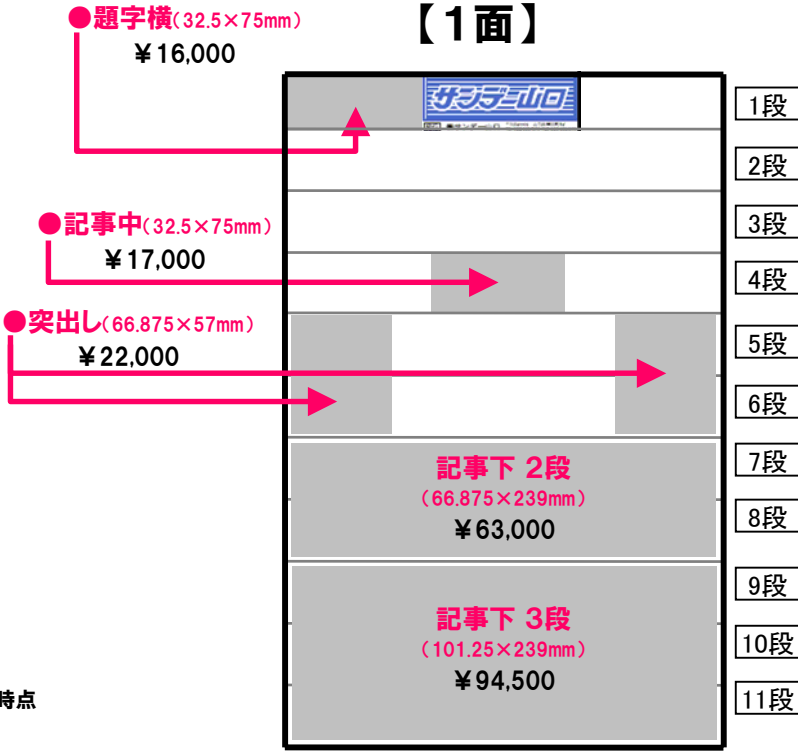 【1面】
●題字横(32.5×75mm)
￥16,000
サンデー山口
1段
2段
3段
●記事中(32.5×75mm)
￥17,000
4段
●突出し(66.875×57mm)
￥22,000
5段
6段
記事下 2段
(66.875×239mm)
￥63,000
7段
8段
記事下 3段
(101.25×239mm)
￥94,500
9段
10段
11段
時点